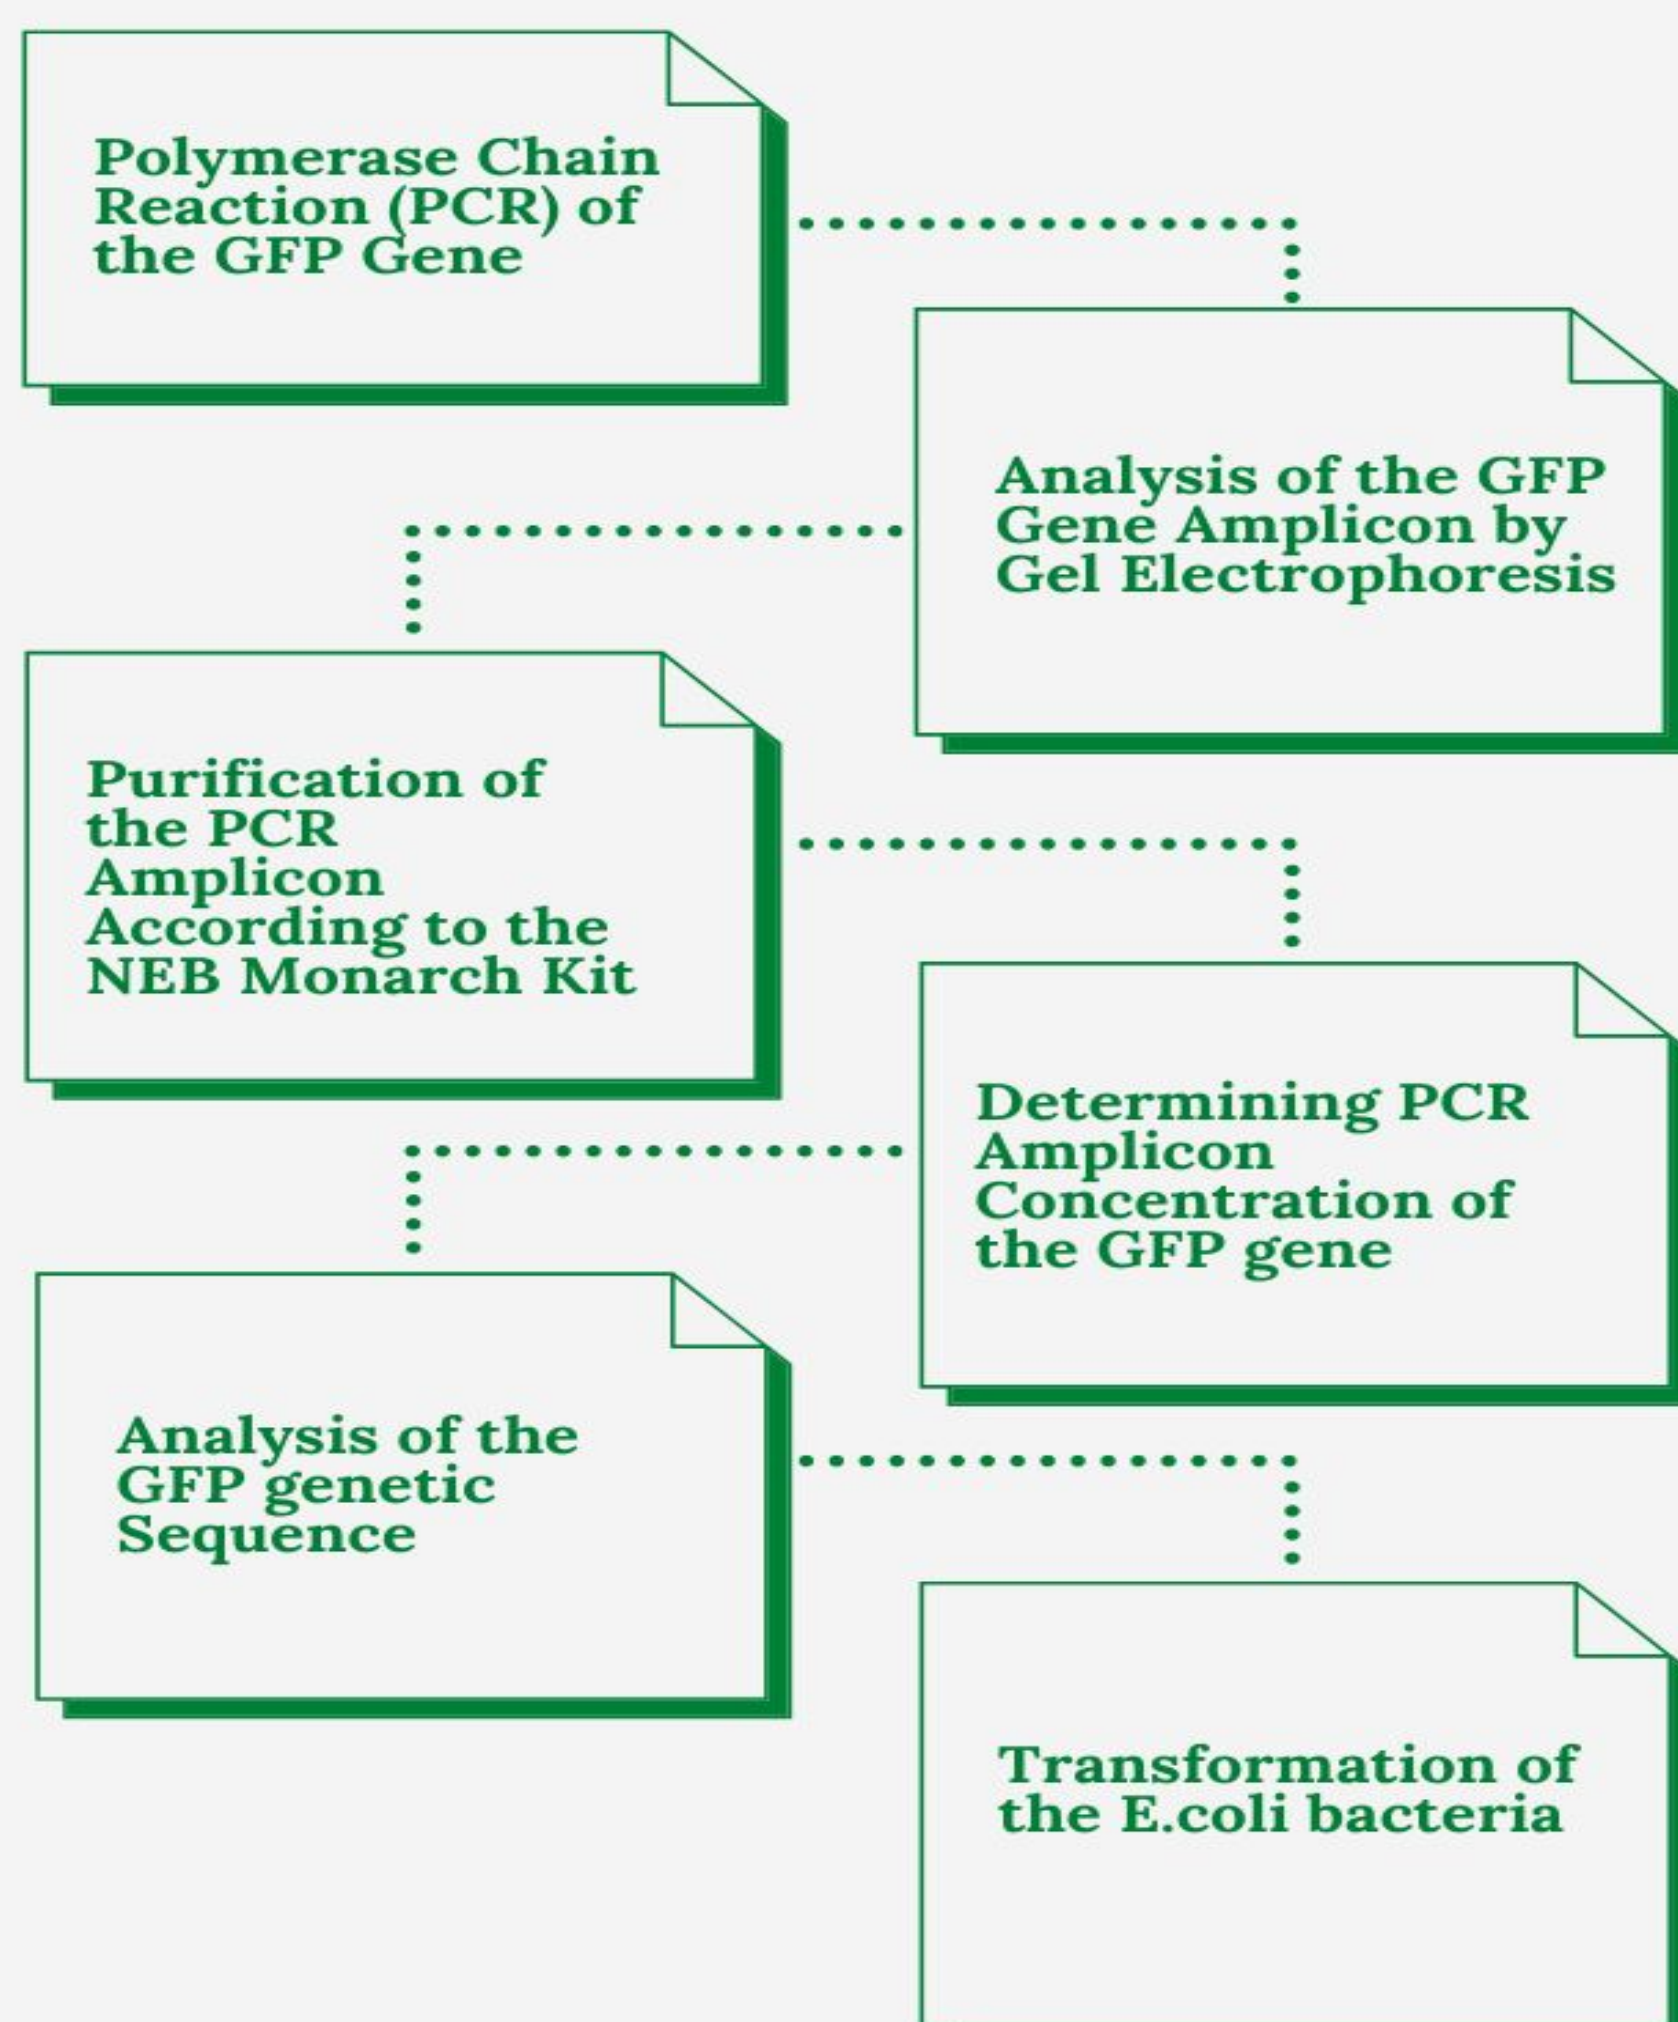 Polymerase Chain
Reaction (PCR) of
the GFP Gene
Analysis of the GFP
Gene Amplicon by
Gel Electrophoresis
Purification of
the PCR
Amplicon
According to the
NEB Monarch Kit
Determining PCR
Amplicon
Concentration of
the GFP gene
Analysis of the
GFP genetic
Sequence
Transformation of
the E.coli bacteria